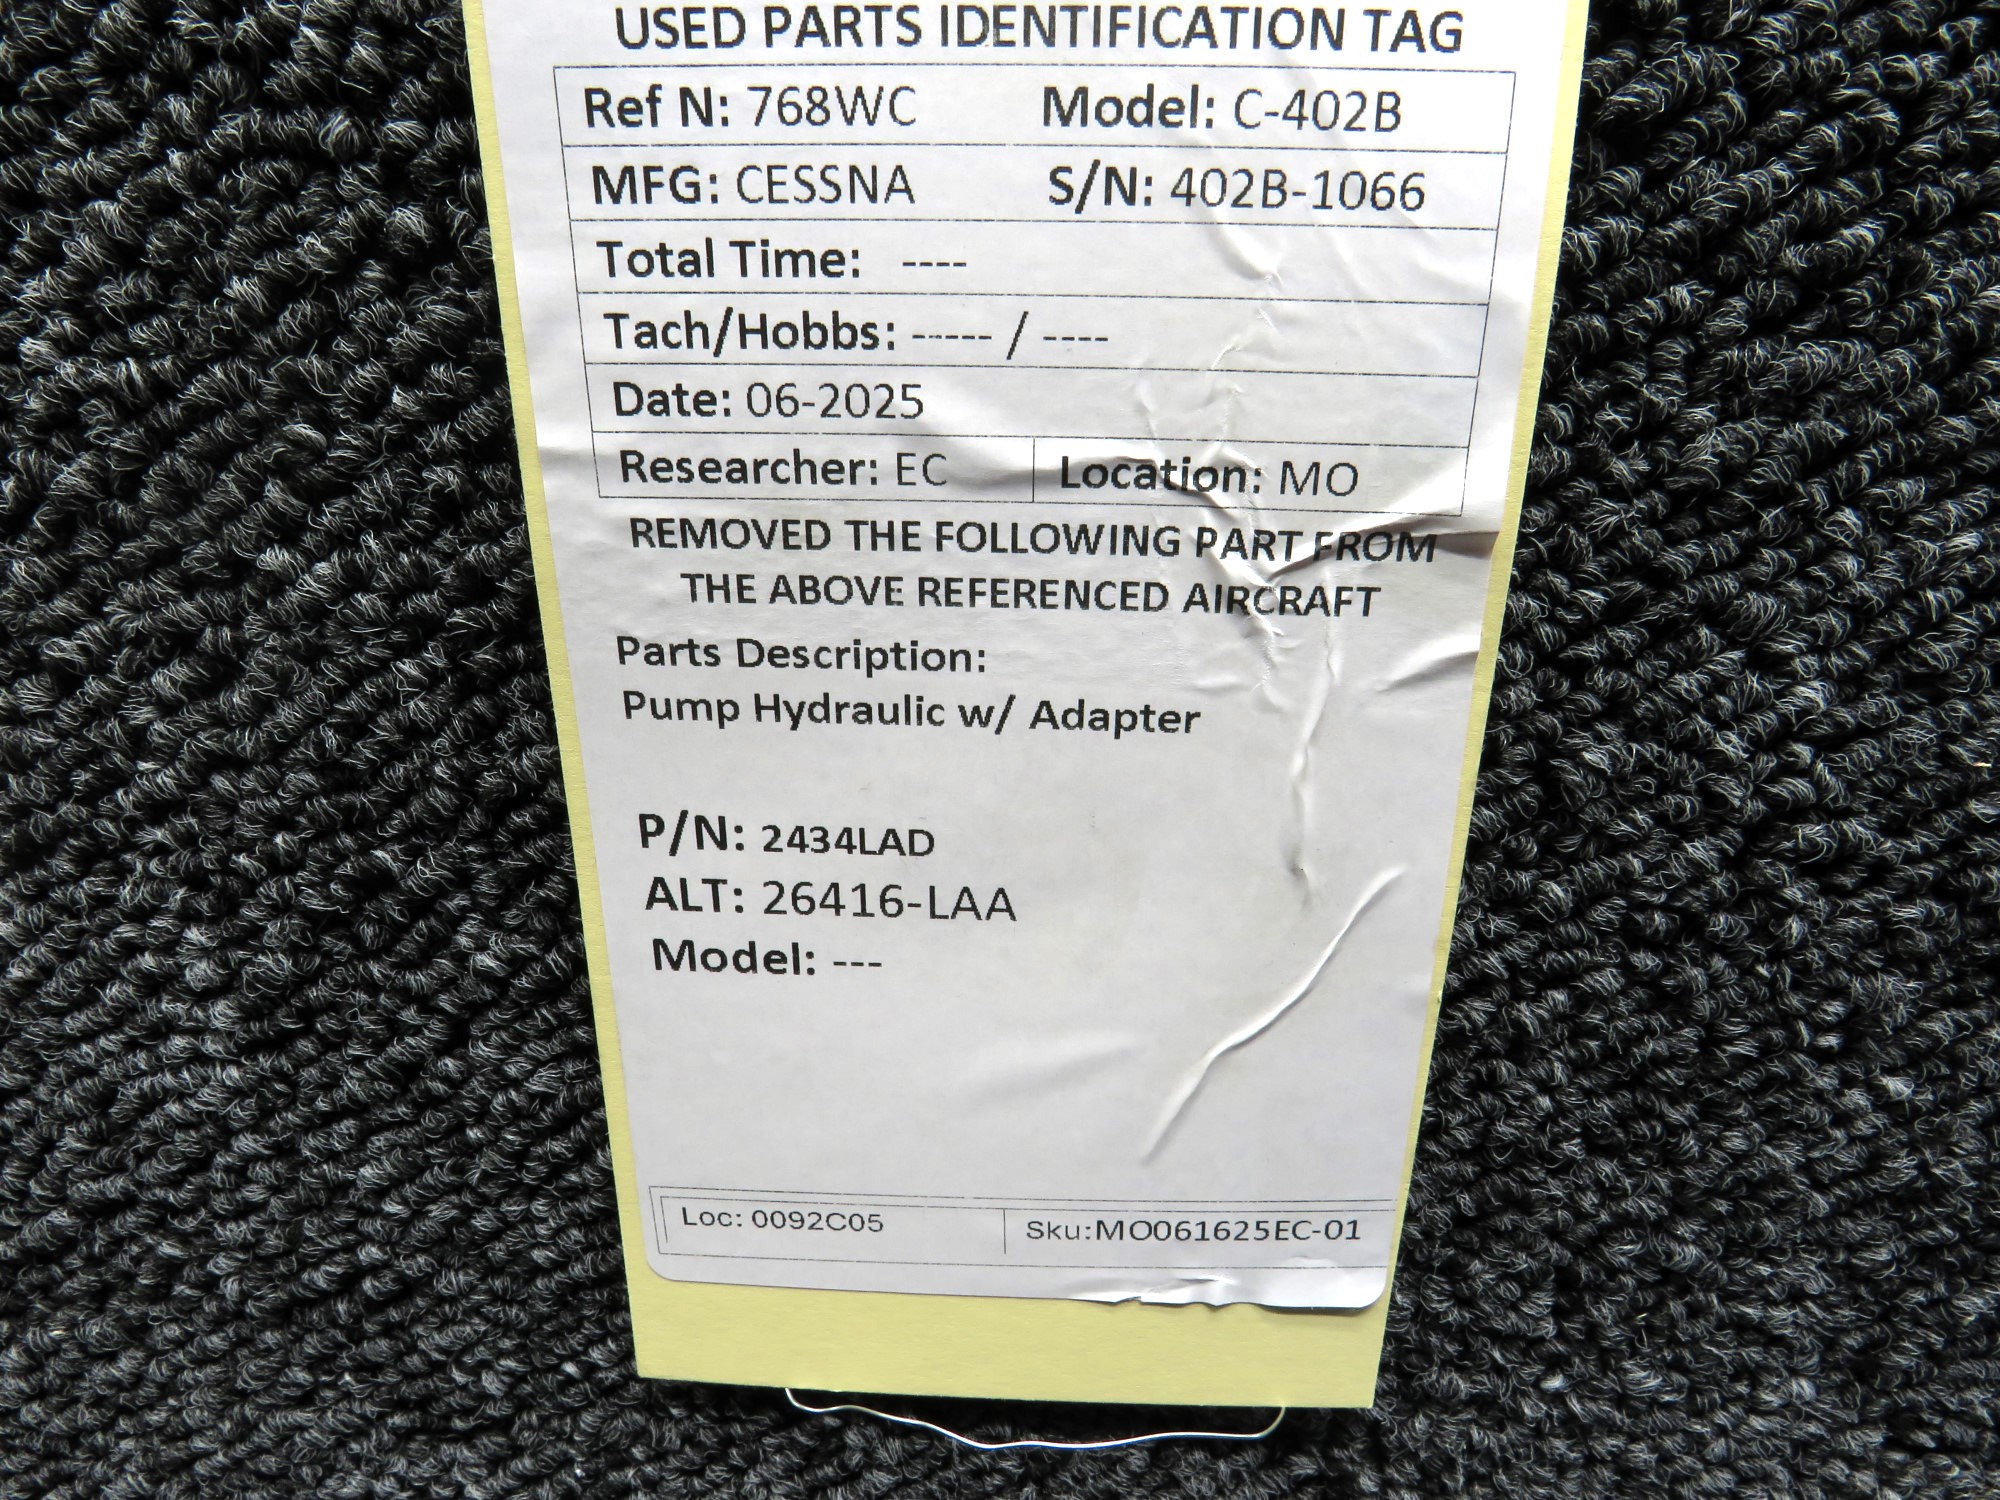 USED PARTS IDENTIFICATION TAG
Ref N: 768WC Model: C-402B
MFG: CESSNA S/N: 402B-1066
Total Time: ----
Tach/Hobbs: ----- / ----
Date: 06-2025
Researcher: EC Location: MO
REMOVED THE FOLLOWING PART FROM
THE ABOVE REFERENCED AIRCRAFT
Parts Description:
Pump Hydraulic w/ Adapter
P/N: 2434LAD
ALT: 26416-LAA
Model: ---
Loc: 0092C05 Sku:MO061625EC-01